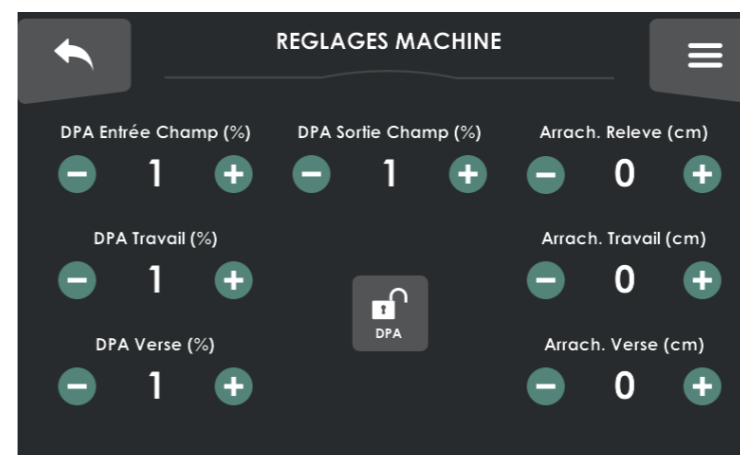 REGLAGES MACHINE
DPA Entrée Champ (%) DPA Sortie Champ (%) Arrach. Releve (cm)
1 1 0
DPA Travail (%) Arrach. Travail (cm)
1 0
DPA
DPA Verse (%) Arrach. Verse (cm)
1 0